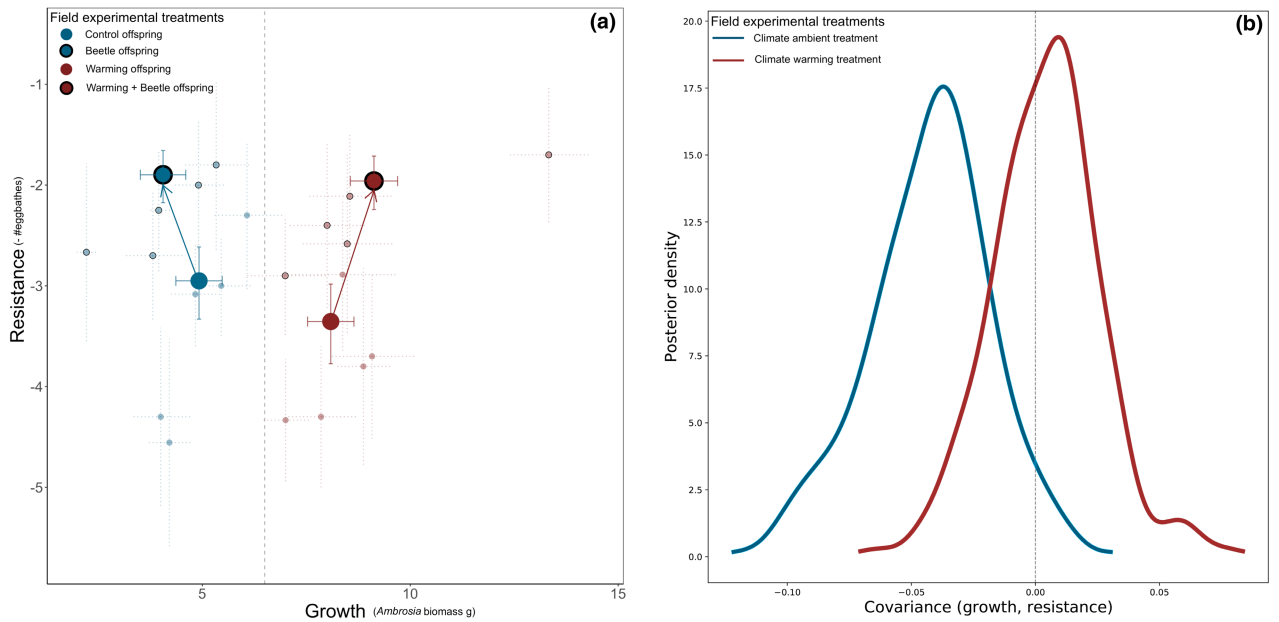 Field experimental treatments
(a)
Control offspring
Beetle offspring
Warming offspring
Warming + Beetle offspring
-1
-2
-3
-4
-5
Resistance (- #eggbathes)
5
10
15
Growth (Ambrosia biomass g)
Field experimental treatments
(b)
Climate ambient treatment
Climate warming treatment
20.0
17.5
15.0
12.5
10.0
7.5
5.0
2.5
0.0
Posterior density
−0.10
−0.05
0.00
0.05
Covariance (growth, resistance)